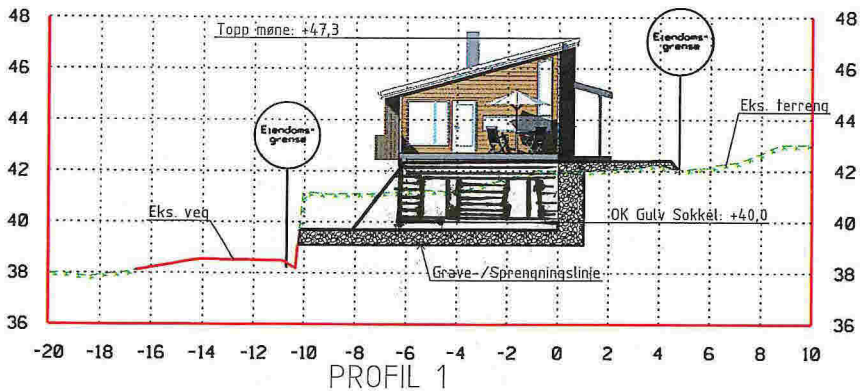 48
48
Topp møne: +47,3
Eiendoms-
grense
46
46
Eks. terreng
44
44
Eiendoms-
grense
42
42
Eks. veg
OK Gulv Sokkel: +40,0
40
40
Grave-/Sprengningslinje
38
38
36
36
-20 -18 -16 -14 -12 -10 -8 -6 -4 -2 0 2 4 6 8 10
PROFIL 1